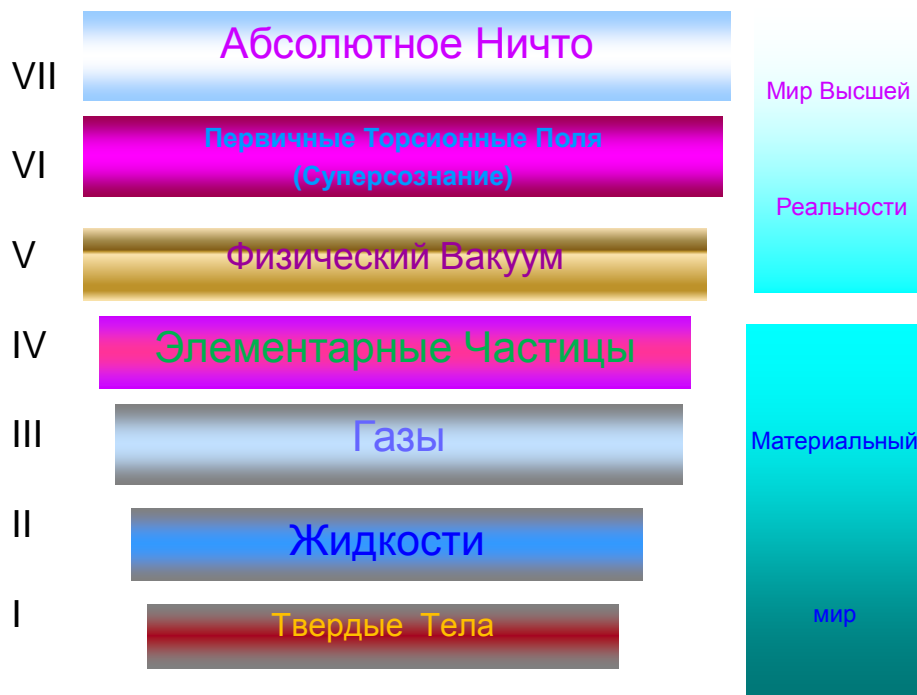 VII
Абсолютное Ничто
VI
Первичные Торсионные Поля
(Суперсознание)
V
Физический Вакуум
IV
Элементарные Частицы
III
Газы
II
Жидкости
I
Твердые Тела
Мир Высшей
Реальности
Материальный
мир